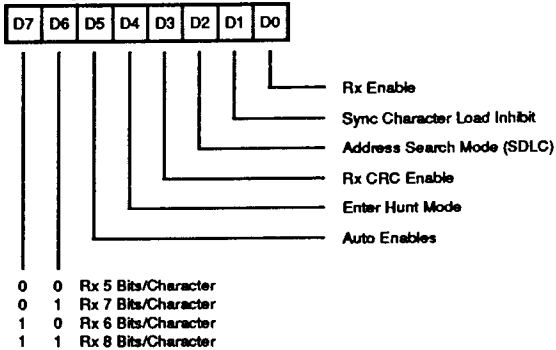 D7 D6 D5 D4 D3 D2 D1 D0
Rx Enable
Sync Character Load Inhibit
Address Search Mode (SDLC)
Rx CRC Enable
Enter Hunt Mode
Auto Enables
0 0 Rx 5 Bits/Character
0 1 Rx 7 Bits/Character
1 0 Rx 6 Bits/Character
1 1 Rx 8 Bits/Character